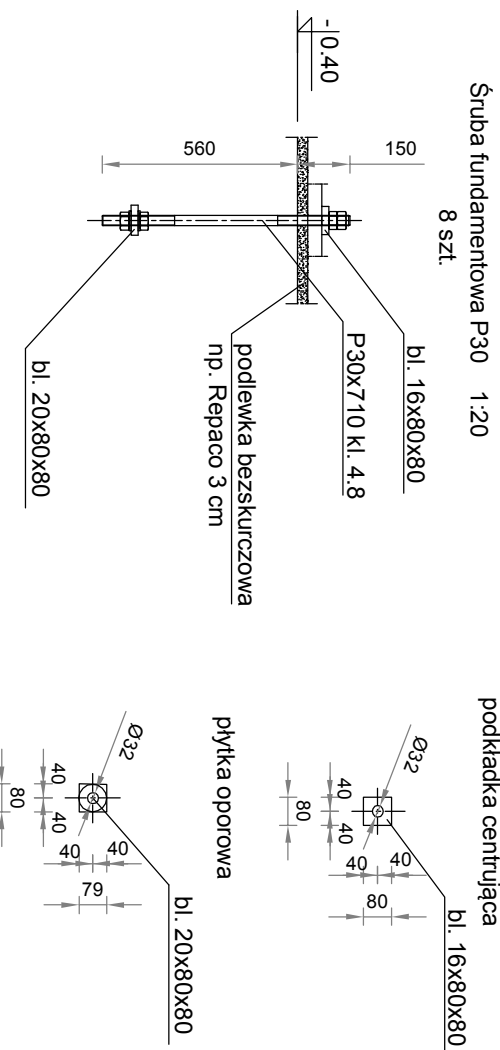 Śruba fundamentowa P30 1:20
8 szt.
-0.40
560
150
bl. 16x80x80
P30x710 kl. 4.8
podlewka bezskurczowa
np. Repaco 3 cm
bl. 20x80x80
podkładka centrująca
Ø32
40
40
80
40
40
80
bl. 16x80x80
płytka oporowa
Ø32
40
40
80
40
40
79
bl. 20x80x80